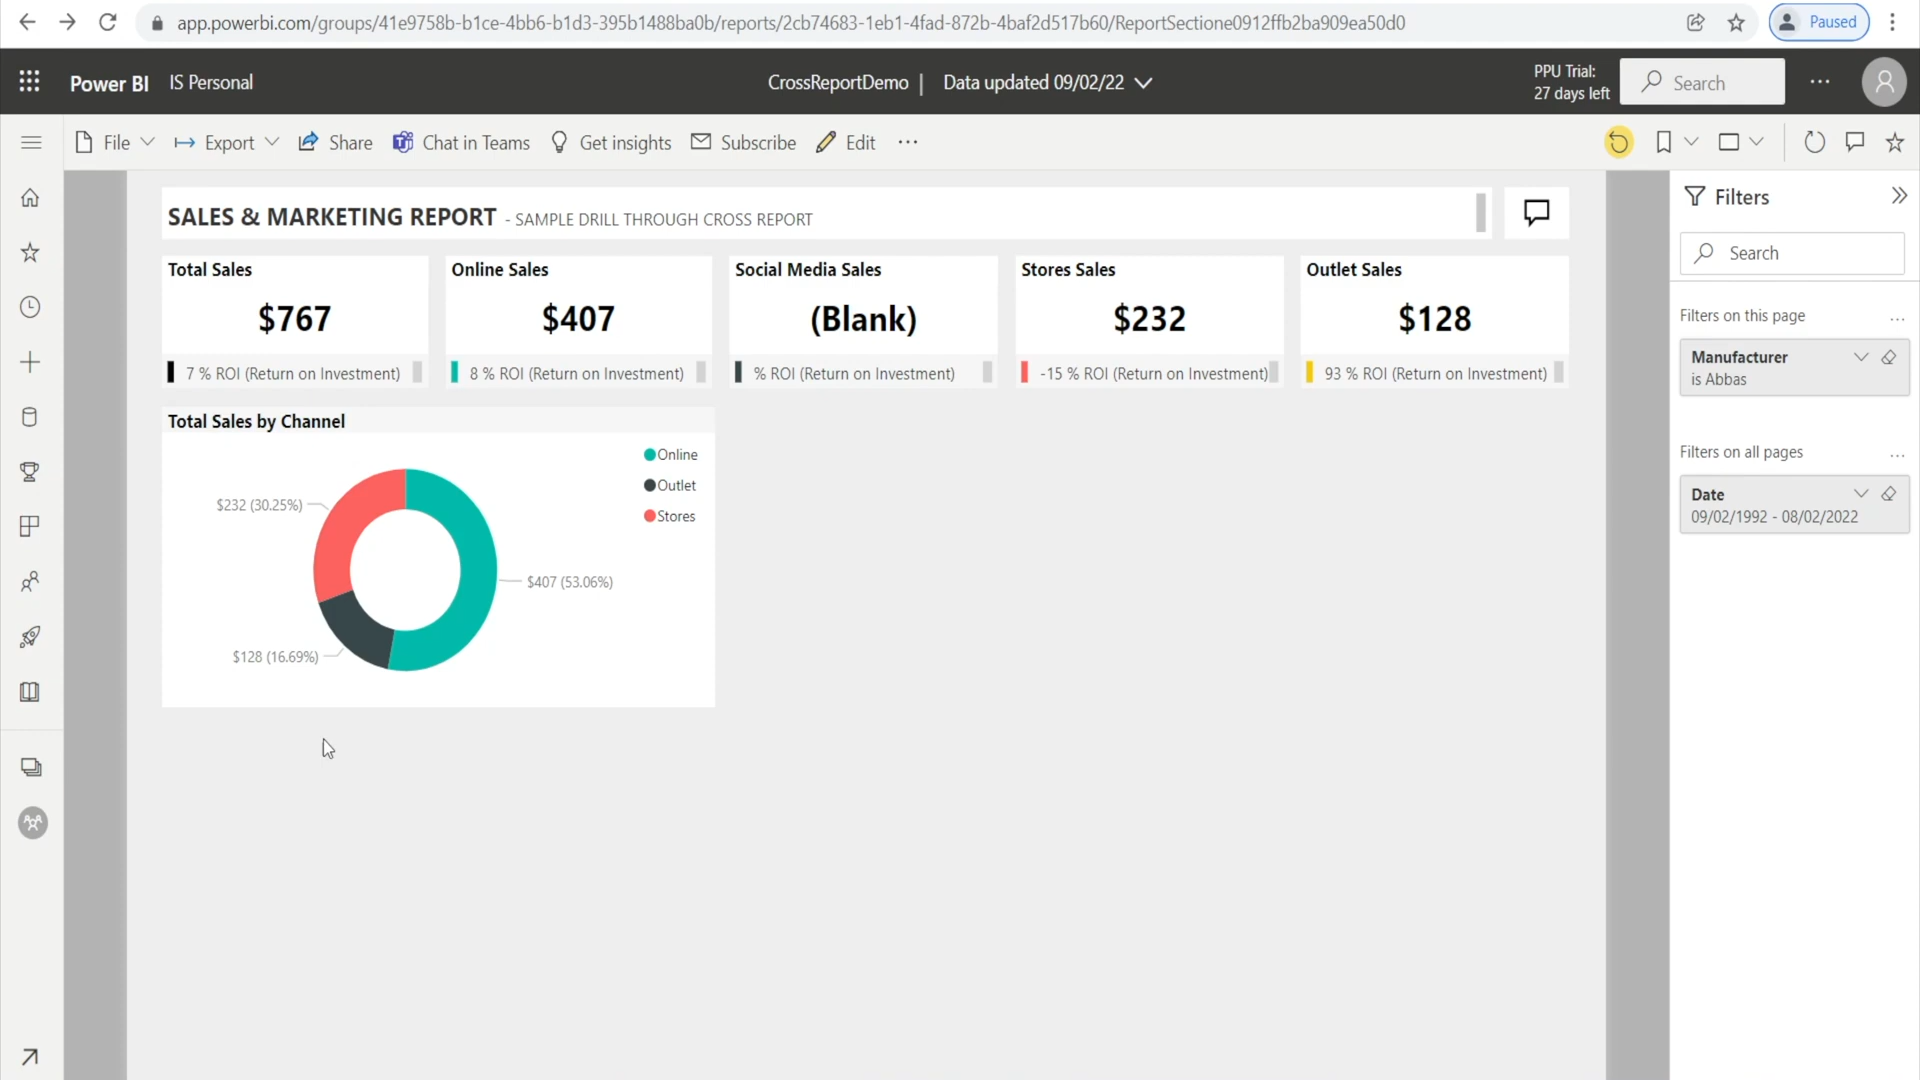 app.powerbi.com/groups/41e9758b-b1ce-4bb6-b1d3-395b1488ba0b/reports/2cb74683-1eb1-4fad-872b-4baf2d517b60/ReportSectione0912ffb2ba909ea50d0
Paused
Power BI IS Personal
CrossReportDemo | Data updated 09/02/22
PPU Trial:
27 days left
Search
File Export Share Chat in Teams Get insights Subscribe Edit ...
SALES & MARKETING REPORT - SAMPLE DRILL THROUGH CROSS REPORT
Total Sales
$767
7 % ROI (Return on Investment)
Online Sales
$407
8 % ROI (Return on Investment)
Social Media Sales
(Blank)
% ROI (Return on Investment)
Stores Sales
$232
-15 % ROI (Return on Investment)
Outlet Sales
$128
93 % ROI (Return on Investment)
Total Sales by Channel
Online
Outlet
Stores
$232 (30.25%)
$407 (53.06%)
$128 (16.69%)
Filters
Search
Filters on this page ...
Manufacturer
is Abbas
Filters on all pages ...
Date
09/02/1992 - 08/02/2022